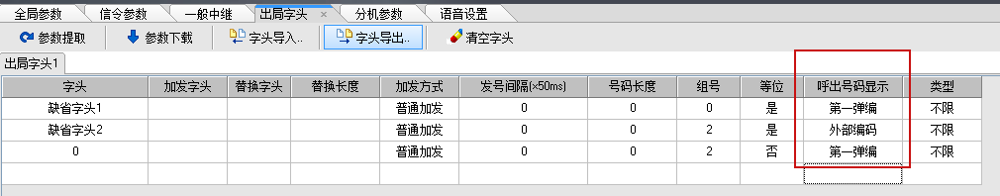 全局参数 信令参数 一般中继 出局字头 × 分机参数 语音设置
参数提取 参数下载 字头导入.. 字头导出.. 清空字头
出局字头1
字头 加发字头 替换字头 替换长度 加发方式 发号间隔(×50ms) 号码长度 组号 等位 呼出号码显示 类型
缺省字头1 普通加发 0 0 0 是 第一弹编 不限
缺省字头2 普通加发 0 0 2 是 外部编码 不限
0 普通加发 0 0 2 否 第一弹编 不限